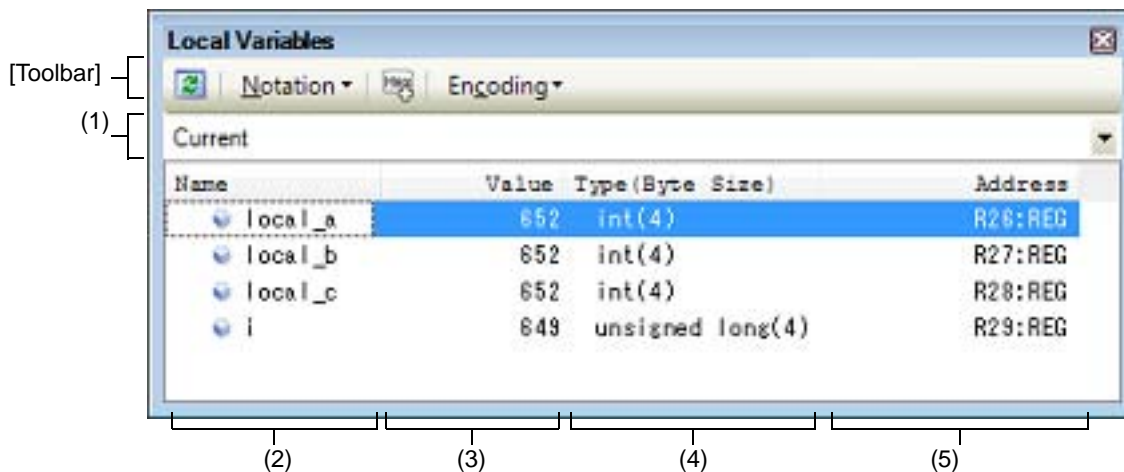 Local Variables
[Toolbar]
Notation Hex Encoding
(1)
Current
Name Value Type(Byte Size) Address
local_a 652 int(4) R26:REG
local_b 652 int(4) R27:REG
local_c 652 int(4) R28:REG
i 649 unsigned long(4) R29:REG
(2) (3) (4) (5)